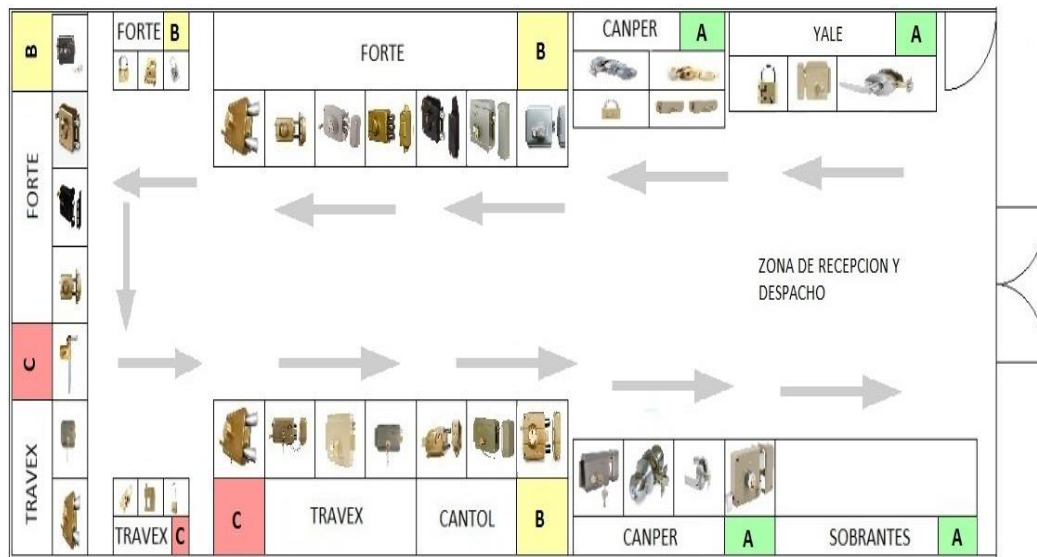 B
FORTE B
FORTE
B
CANPER A
YALE A
FORTE
ZONA DE RECEPCION Y
DESPACHO
C
TRAVEX
TRAVEX C
C
TRAVEX
CANTOL
B
CANPER A
SOBRANTES A